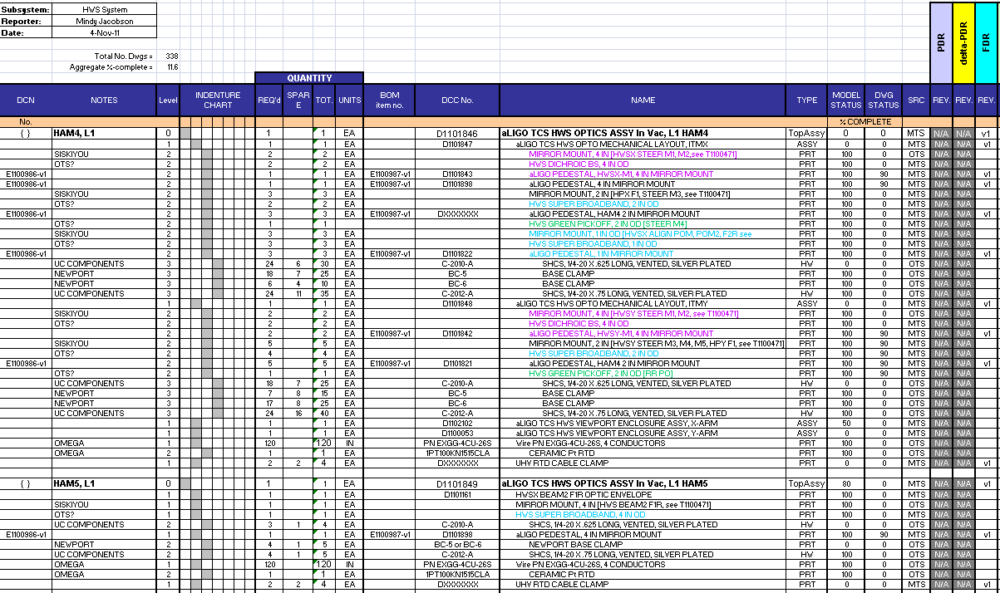 Subsystem: HWS System
Reporter: Mindy Jacobson
Date: 4-Nov-11
PDR delta-PDR FDR
Total No. Dwgs = 338
Aggregate %-complete = 11.6
QUANTITY
DCN NOTES Level INDENTURE CHART REQ'd SPARE TOT. UNITS BOM item no. DCC No. NAME TYPE MODEL STATUS DWG STATUS SRC REV. REV. REV.
No. % COMPLETE
{ } HAM4, L1 0 1 1 EA D1101846 aLIGO TCS HWS OPTICS ASSY In Vac, L1 HAM4 TopAssy 0 0 MTS N/A N/A v1
1 1 1 EA D1101847 aLIGO TCS HWS OPTO MECHANICAL LAYOUT, ITMX ASSY 0 0 MTS N/A N/A v1
SISKIYOU 2 2 2 EA MIRROR MOUNT, 4 IN [HWSX STEER M1, M2,see T1100471] PRT 100 0 OTS N/A N/A
OTS? 2 2 2 EA HWS DICHROIC BS, 4 IN OD PRT 100 0 MTS N/A N/A
E1100986-v1 2 1 1 EA E1100987-v1 D1101843 aLIGO PEDESTAL, HWSX-M1, 4 IN MIRROR MOUNT PRT 100 90 MTS N/A N/A v1
E1100986-v1 2 1 1 EA E1100987-v1 D1101898 aLIGO PEDESTAL, 4 IN MIRROR MOUNT PRT 100 90 MTS N/A N/A v1
SISKIYOU 2 3 3 EA MIRROR MOUNT, 2 IN [HPX F1, STEER M3, see T1100471] PRT 100 0 OTS N/A N/A
OTS? 2 2 2 EA HWS SUPER BROADBAND, 2 IN OD PRT 100 0 MTS N/A N/A
E1100986-v1 2 3 3 EA E1100987-v1 DXXXXXXX aLIGO PEDESTAL, HAM4 2 IN MIRROR MOUNT PRT 100 0 MTS N/A N/A v1
OTS? 2 1 1 HWS GREEN PICKOFF, 2 IN OD [STEER M4] PRT 100 0 MTS N/A N/A
SISKIYOU 2 3 3 EA MIRROR MOUNT, 1 IN OD [HWSX ALIGN POM, POM2, F2R see PRT 100 0 OTS N/A N/A
OTS? 2 3 3 EA HWS SUPER BROADBAND, 1 IN OD PRT 100 0 MTS N/A N/A
E1100986-v1 2 3 3 EA E1100987-v1 D1101822 aLIGO PEDESTAL, 1 IN MIRROR MOUNT PRT 100 0 MTS N/A N/A v1
UC COMPONENTS 3 24 6 30 EA C-2010-A SHCS, 1/4-20 X .625 LONG, VENTED, SILVER PLATED HW 0 0 OTS N/A N/A
NEWPORT 3 18 7 25 EA BC-5 BASE CLAMP PRT 100 0 OTS N/A N/A
NEWPORT 3 6 4 10 EA BC-6 BASE CLAMP PRT 100 0 OTS N/A N/A
UC COMPONENTS 3 24 11 35 EA C-2012-A SHCS, 1/4-20 X .75 LONG, VENTED, SILVER PLATED HW 100 0 OTS N/A N/A
1 1 1 EA D1101848 aLIGO TCS HWS OPTO MECHANICAL LAYOUT, ITMY ASSY 0 0 MTS N/A N/A v1
SISKIYOU 2 2 2 EA MIRROR MOUNT, 4 IN [HWSY STEER M1, M2, see T1100471] PRT 100 0 OTS N/A N/A
OTS? 2 2 2 EA HWS DICHROIC BS, 4 IN OD PRT 100 0 MTS N/A N/A
2 2 2 EA E1100987-v1 D1101842 aLIGO PEDESTAL, HWSY-M1, 4 IN MIRROR MOUNT PRT 100 90 MTS N/A N/A v1
SISKIYOU 2 5 5 EA MIRROR MOUNT, 2 IN [HWSY STEER M3, M4, M5, HPY F1, see T1100471] PRT 100 90 MTS N/A N/A
OTS? 2 4 4 EA HWS SUPER BROADBAND, 2 IN OD PRT 100 90 MTS N/A N/A
E1100986-v1 2 5 5 EA E1100987-v1 D1101821 aLIGO PEDESTAL, HAM4 2 IN MIRROR MOUNT PRT 100 90 MTS N/A N/A v1
OTS? 2 1 1 EA HWS GREEN PICKOFF, 2 IN OD [RR PO] PRT 100 90 MTS N/A N/A
UC COMPONENTS 3 18 7 25 EA C-2010-A SHCS, 1/4-20 X .625 LONG, VENTED, SILVER PLATED HW 0 0 OTS N/A N/A
NEWPORT 3 7 8 15 EA BC-5 BASE CLAMP PRT 100 0 OTS N/A N/A
NEWPORT 3 17 8 25 EA BC-6 BASE CLAMP PRT 100 0 OTS N/A N/A
UC COMPONENTS 3 24 16 40 EA C-2012-A SHCS, 1/4-20 X .75 LONG, VENTED, SILVER PLATED HW 0 0 OTS N/A N/A
1 1 1 EA D1102102 aLIGO TCS HWS VIEWPORT ENCLOSURE ASSY, X-ARM ASSY 50 0 MTS N/A N/A
1 1 1 EA D1100053 aLIGO TCS HWS VIEWPORT ENCLOSURE ASSY, Y-ARM ASSY 0 0 MTS N/A N/A
OMEGA 1 120 120 IN PN EXGG-4CU-26S Wire PN EXGG-4CU-26S, 4 CONDUCTORS PRT 100 0 OTS N/A N/A
OMEGA 2 1 1 EA 1PT100KN1515CLA CERAMIC Pt RTD PRT 100 0 OTS N/A N/A
1 2 2 4 EA DXXXXXXX UHV RTD CABLE CLAMP PRT 0 0 MTS N/A N/A v1
{ } HAM5, L1 0 1 1 EA D1101849 aLIGO TCS HWS OPTICS ASSY In Vac, L1 HAM5 TopAssy 80 0 MTS N/A N/A v1
1 1 1 EA D1101161 HWSX BEAM2 F1R OPTIC ENVELOPE PRT 100 0 MTS N/A N/A
SISKIYOU 1 1 1 EA MIRROR MOUNT, 4 IN [HWS BEAM2 F1R, see T1100471] PRT 100 0 OTS N/A N/A
OTS? 1 1 1 EA HWS SUPER BROADBAND, 4 IN OD PRT 100 0 MTS N/A N/A
UC COMPONENTS 2 3 1 4 EA C-2010-A SHCS, 1/4-20 X .625 LONG, VENTED, SILVER PLATED HW 0 0 OTS N/A N/A
E1100986-v1 1 1 1 EA E1100987-v1 D1101898 aLIGO PEDESTAL, 4 IN MIRROR MOUNT PRT 100 90 MTS N/A N/A v1
NEWPORT 2 4 1 5 EA BC-5 or BC-6 NEWPORT BASE CLAMP PRT 100 0 OTS N/A N/A
UC COMPONENTS 2 4 1 5 EA C-2012-A SHCS, 1/4-20 X .75 LONG, VENTED, SILVER PLATED HW 100 0 OTS N/A N/A
OMEGA 1 120 120 IN PN EXGG-4CU-26S Wire PN EXGG-4CU-26S, 4 CONDUCTORS PRT 100 0 OTS N/A N/A
OMEGA 2 1 1 EA 1PT100KN1515CLA CERAMIC Pt RTD PRT 100 0 OTS N/A N/A
1 2 2 4 EA DXXXXXXX UHV RTD CABLE CLAMP PRT 0 0 MTS N/A N/A v1